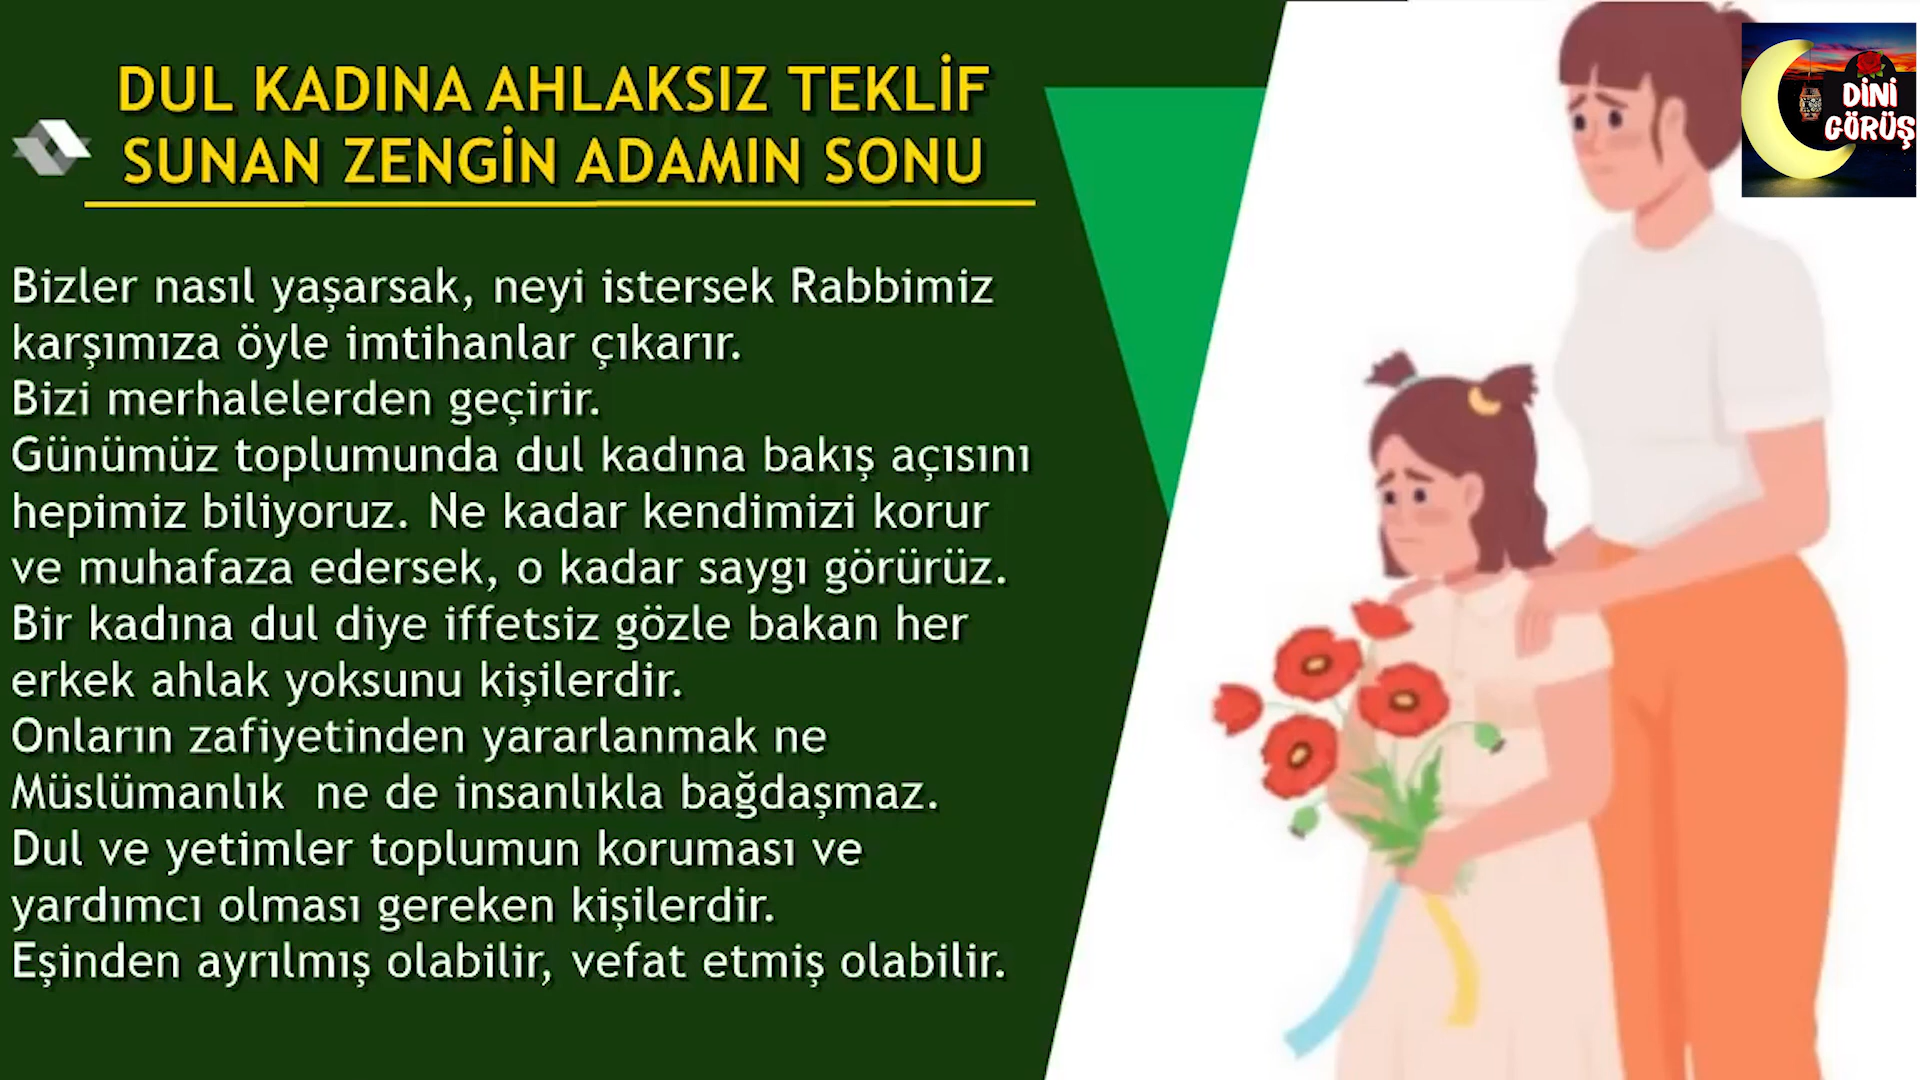 DUL KADINA AHLAKSIZ TEKLİF
SUNAN ZENGİN ADAMIN SONU
DİNİ
GÖRÜŞ
Bizler nasıl yaşarsak, neyi istersek Rabbimiz
karşımıza öyle imtihanlar çıkarır.
Bizi merhalelerden geçirir.
Günümüz toplumunda dul kadına bakış açısını
hepimiz biliyoruz. Ne kadar kendimizi korur
ve muhafaza edersek, o kadar saygı görürüz.
Bir kadına dul diye iffetsiz gözle bakan her
erkek ahlak yoksunu kişilerdir.
Onların zafiyetinden yararlanmak ne
Müslümanlık  ne de insanlıkla bağdaşmaz.
Dul ve yetimler toplumun koruması ve
yardımcı olması gereken kişilerdir.
Eşinden ayrılmış olabilir, vefat etmiş olabilir.